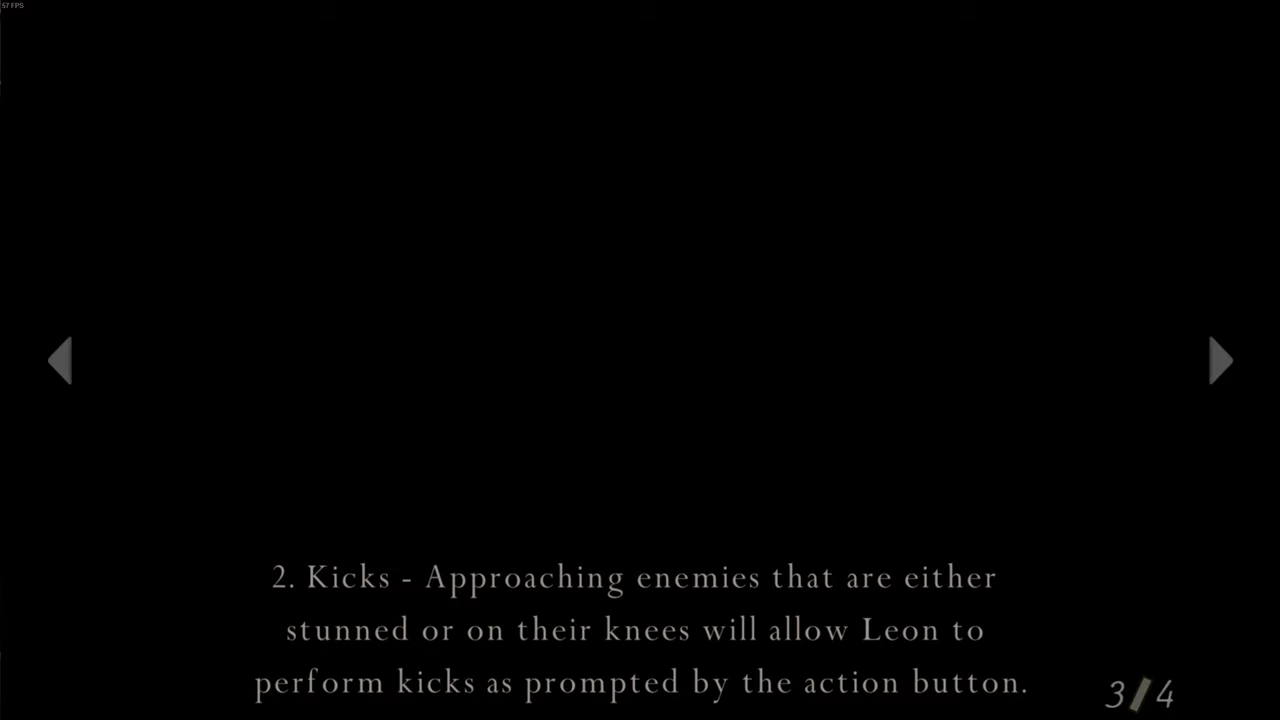 57 FPS
2. Kicks - Approaching enemies that are either
stunned or on their knees will allow Leon to
perform kicks as prompted by the action button.
3/4